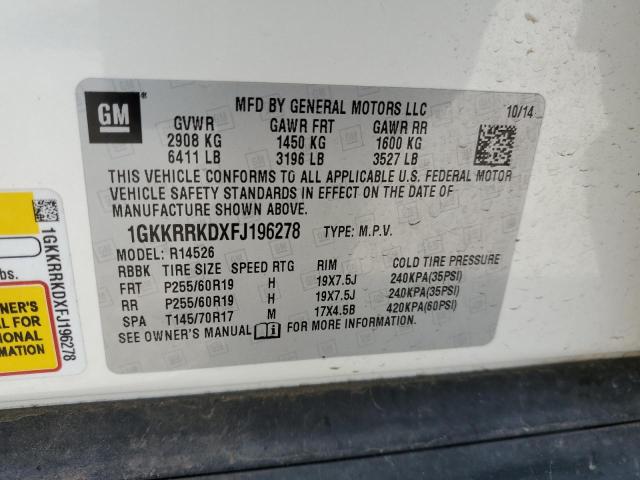 GM ® MFD BY GENERAL MOTORS LLC 10/14
GVWR GAWR FRT GAWR RR
2908 KG 1450 KG 1600 KG
6411 LB 3196 LB 3527 LB
THIS VEHICLE CONFORMS TO ALL APPLICABLE U.S. FEDERAL MOTOR
VEHICLE SAFETY STANDARDS IN EFFECT ON THE DATE OF
MANUFACTURE SHOWN ABOVE.
1GKKRRKDXFJ196278 TYPE: M.P.V.
MODEL: R14526
RBBK TIRE SIZE SPEED RTG RIM COLD TIRE PRESSURE
FRT P255/60R19 H 19X7.5J 240KPA(35PSI)
RR P255/60R19 H 19X7.5J 240KPA(35PSI)
SPA T145/70R17 M 17X4.5B 420KPA(60PSI)
SEE OWNER'S MANUAL i FOR MORE INFORMATION.
1GKKRRKDXFJ196278
bs.
WNER'S
AL FOR
TIONAL
RMATION